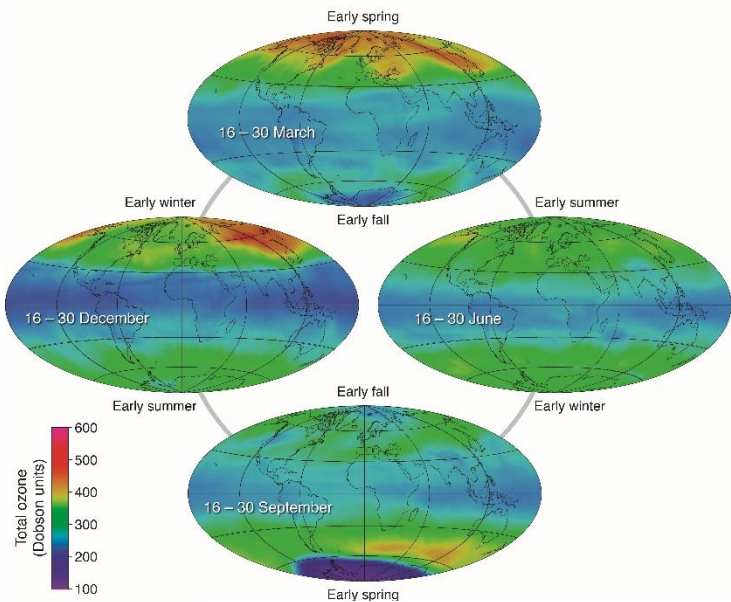 Early spring
16 – 30 March
Early winter
Early fall
Early summer
16 – 30 December
16 – 30 June
Early summer
Early fall
Early winter
16 – 30 September
Early spring
Total ozone
(Dobson units)
600
500
400
300
200
100